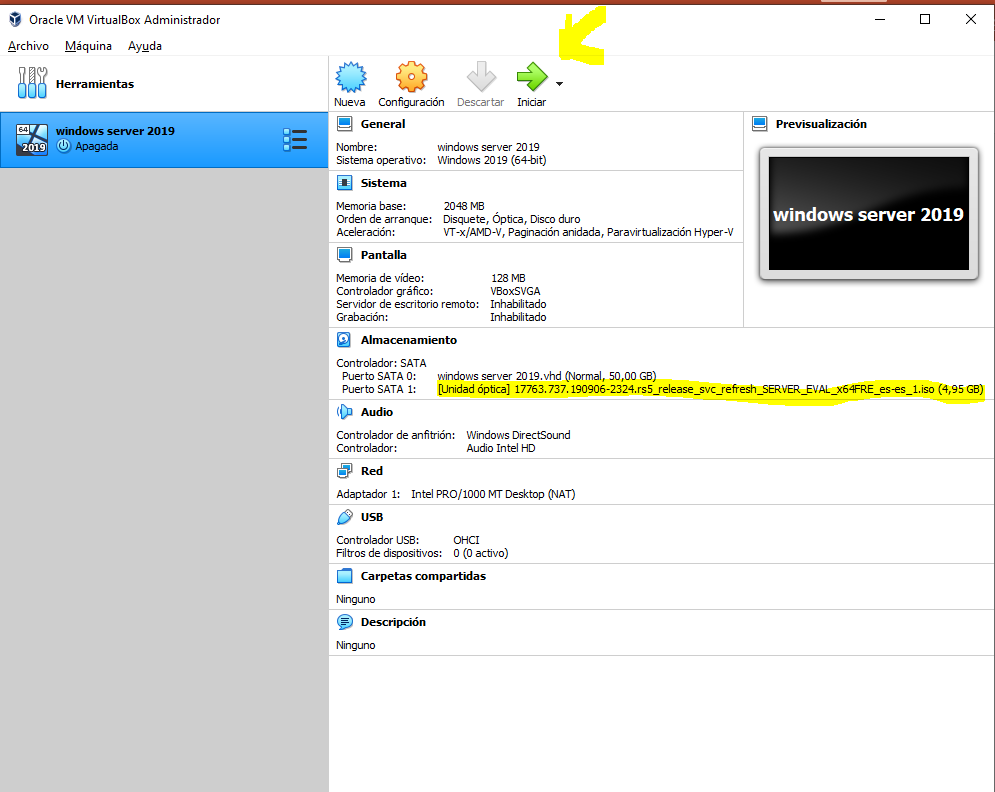 Oracle VM VirtualBox Administrador
Archivo Máquina Ayuda
Herramientas
Nueva Configuración Descartar Iniciar
64
2019
windows server 2019
Apagada
General
Nombre: windows server 2019
Sistema operativo: Windows 2019 (64-bit)
Sistema
Memoria base: 2048 MB
Orden de arranque: Disquete, Óptica, Disco duro
Aceleración: VT-x/AMD-V, Paginación anidada, Paravirtualización Hyper-V
Pantalla
Memoria de vídeo: 128 MB
Controlador gráfico: VBoxSVGA
Servidor de escritorio remoto: Inhabilitado
Grabación: Inhabilitado
Previsualización
windows server 2019
Almacenamiento
Controlador: SATA
Puerto SATA 0: windows server 2019.vhd (Normal, 50,00 GB)
Puerto SATA 1: [Unidad óptica] 17763.737.190906-2324.rs5_release_svc_refresh_SERVER_EVAL_x64FRE_es-es_1.iso (4,95 GB)
Audio
Controlador de anfitrión: Windows DirectSound
Controlador: Audio Intel HD
Red
Adaptador 1: Intel PRO/1000 MT Desktop (NAT)
USB
Controlador USB: OHCI
Filtros de dispositivos: 0 (0 activo)
Carpetas compartidas
Ninguno
Descripción
Ninguno